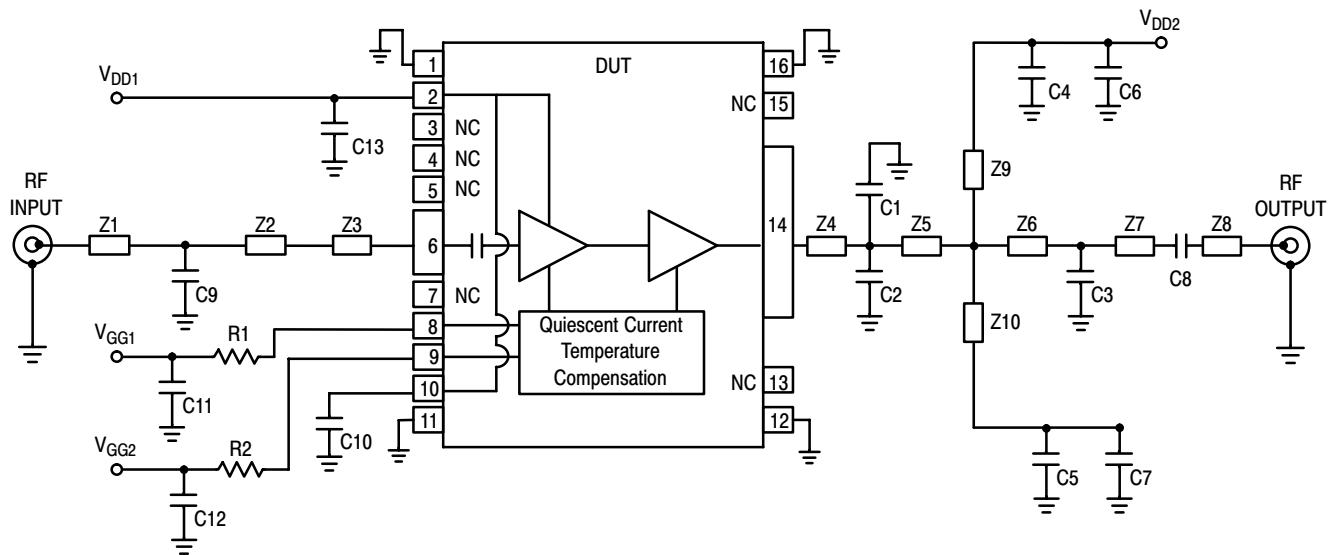 V_DD2
DUT
1
16
V_DD1
2
NC
15
C4
C6
3
NC
C13
4
NC
5
NC
C1
Z9
RF
INPUT
RF
OUTPUT
Z1
Z2
Z3
6
14
Z4
Z5
Z6
Z7
Z8
C9
C2
C3
C8
7
NC
Z10
V_GG1
R1
8
Quiescent Current
Temperature
Compensation
9
C11
10
NC
13
C10
11
12
V_GG2
R2
C5
C7
C12